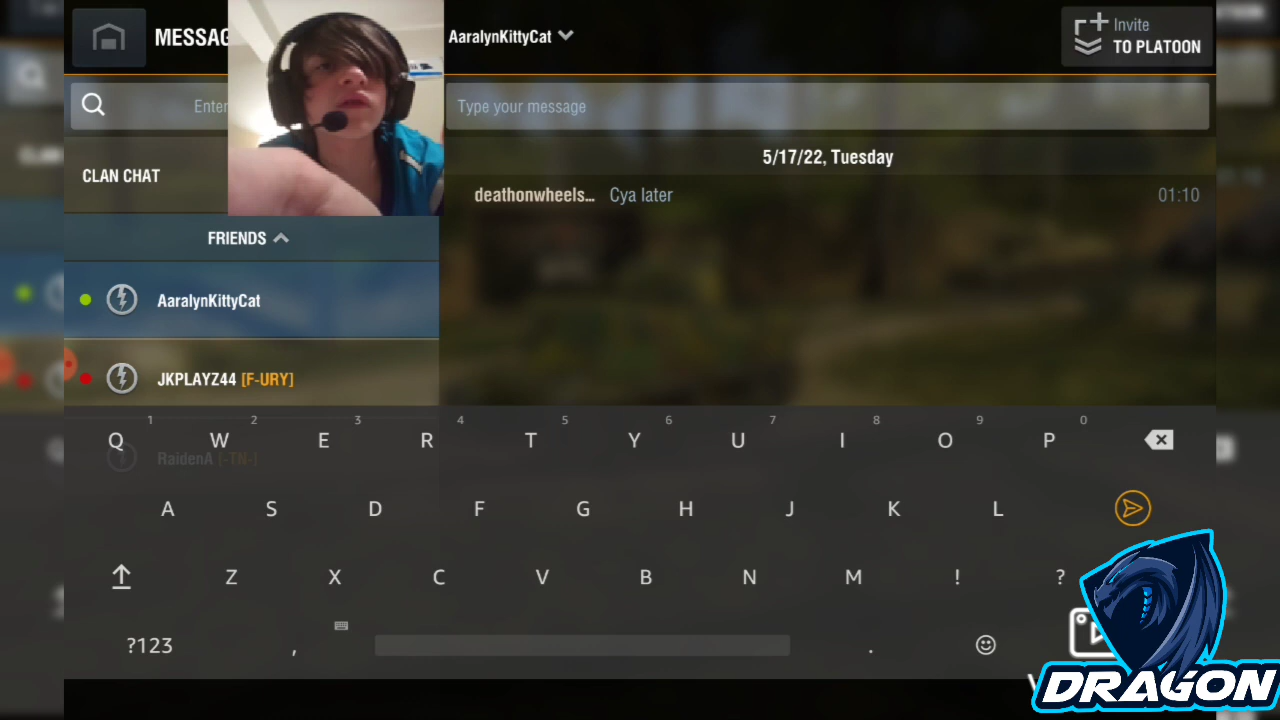 MESSAG
AaralynKittyCat
Invite
TO PLATOON
Enter
Type your message
5/17/22, Tuesday
CLAN CHAT
deathonwheels... Cya later 01:10
FRIENDS
AaralynKittyCat
JKPLAYZ44 [F-URY]
RaidenA [-TN-]
1 2 3 4 5 6 7 8 9 0
Q W E R T Y U I O P
A S D F G H J K L
Z X C V B N M ! ?
?123 , .
DRAGON